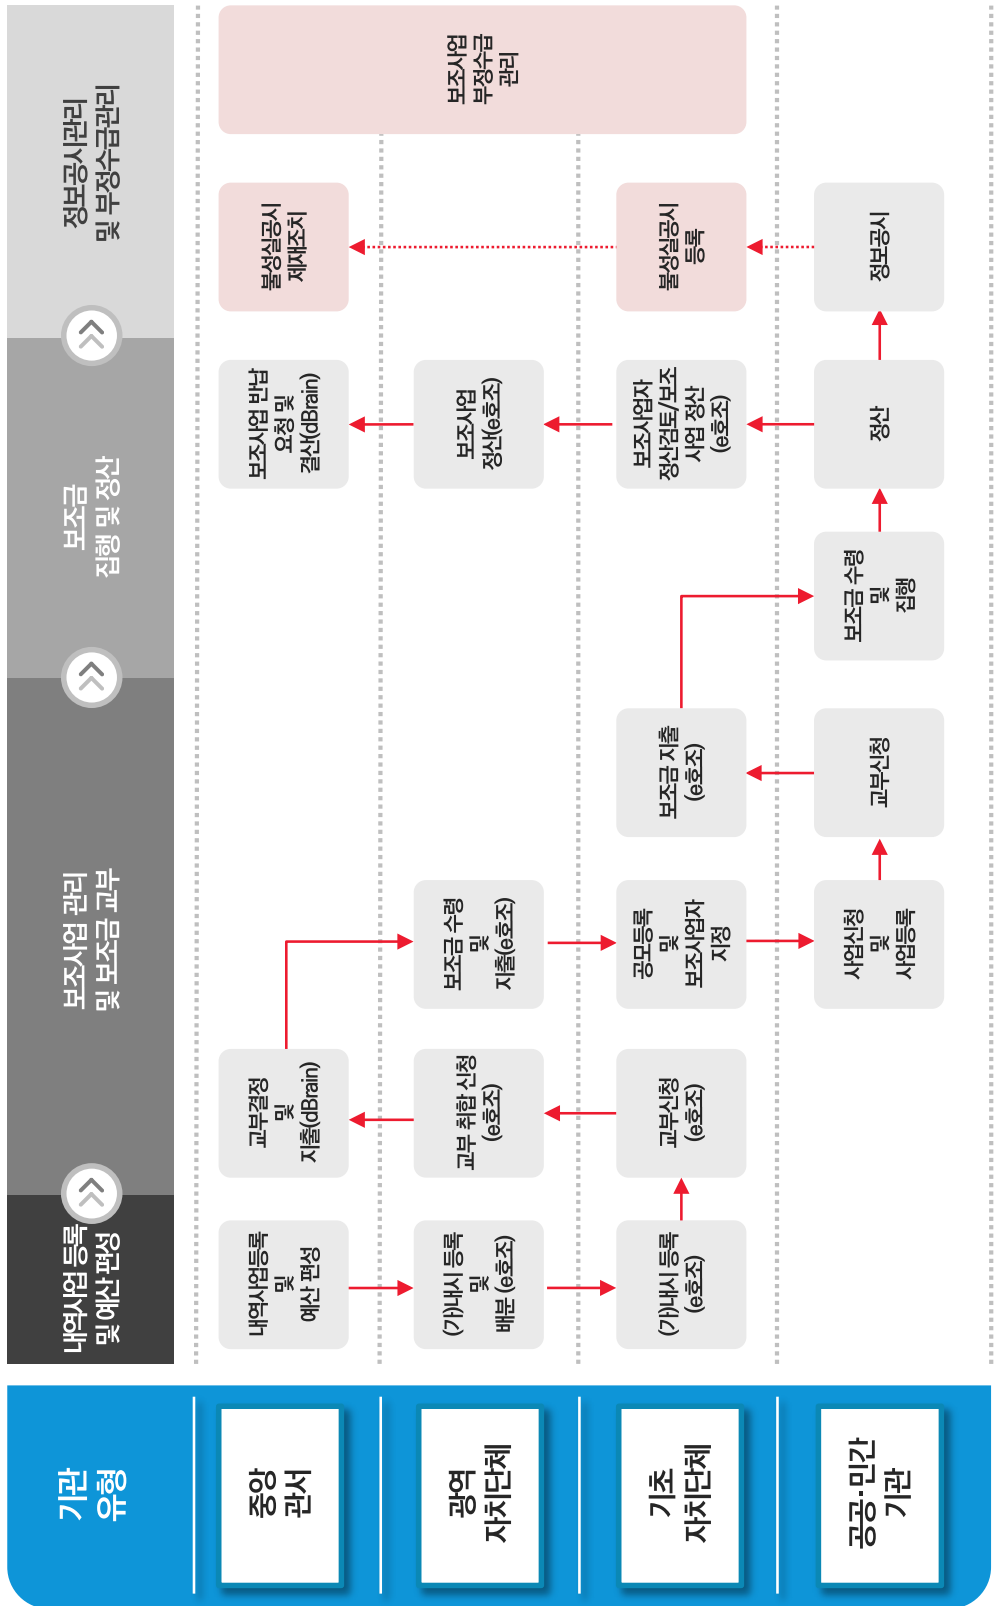 기관
유형
내역사업 등록
및 예산 편성
보조사업 관리
및 보조금 교부
보조금
집행 및 정산
정보공시관리
및 부정수급관리
중앙
관서
내역사업등록
및
예산 편성
교부결정
및
지출(dBrain)
보조사업 반납
요청 및
결산(dBrain)
불성실공시
제재조치
보조사업
부정수급
관리
광역
자치단체
(가)내시 등록
및
배분 (e호조)
교부 취합 신청
(e호조)
보조금 수령
및
지출(e호조)
보조사업
정산(e호조)
기초
자치단체
(가)내시 등록
(e호조)
교부신청
(e호조)
공모등록
및
보조사업자
지정
보조금 지출
(e호조)
보조사업자
정산검토/보조
사업 정산
(e호조)
불성실공시
등록
공공·민간
기관
사업신청
및
사업등록
교부신청
보조금 수령
및
집행
정산
정보공시